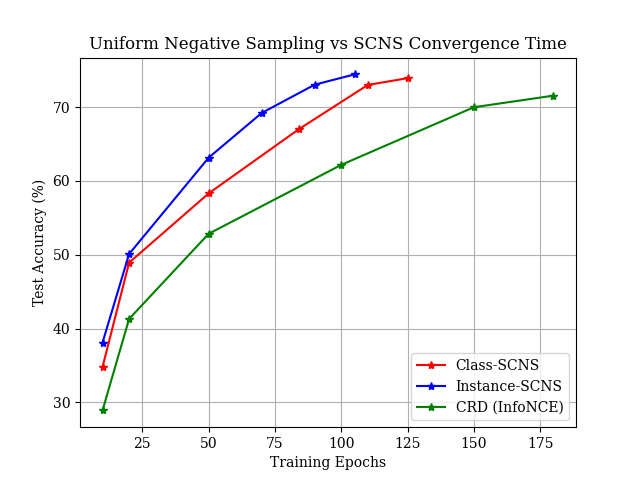 Uniform Negative Sampling vs SCNS Convergence Time
Test Accuracy (%)
70
60
50
40
30
Class-SCNS
Instance-SCNS
CRD (InfoNCE)
25 50 75 100 125 150 175
Training Epochs